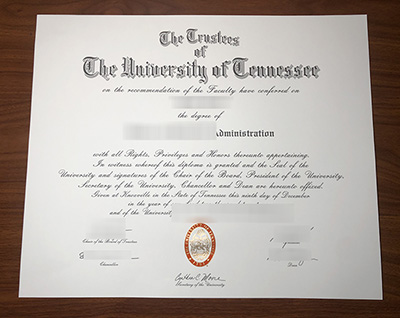 The Trustees
of
The University of Tennessee
on the recommendation of the Faculty have conferred on
the degree of
Administration
with all Rights, Privileges and Honors thereunto appertaining.
In witness whereof this diploma is granted and the Seal of the
University and signatures of the Chair of the Board, President of the University,
Secretary of the University, Chancellor and Dean are hereunto affixed.
Given at Knoxville in the State of Tennessee this ninth day of December
in the year of
and of the Universit
Chair of the Board of Trustees
Chancellor
Secretary of the University
Dean